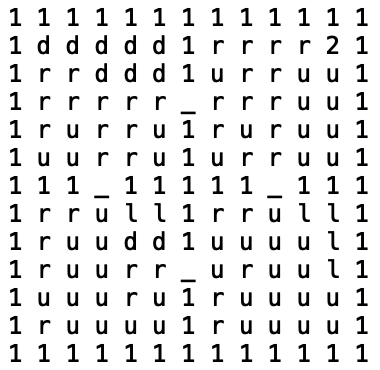 1 1 1 1 1 1 1 1 1 1 1 1 1
1 d d d d d 1 r r r r 2 1
1 r r d d d 1 u r r u u 1
1 r r r r r _ r r r u u 1
1 r u r r u 1 r u r u u 1
1 u u r r u 1 u r r u u 1
1 1 1 _ 1 1 1 1 1 _ 1 1 1
1 r r u l l 1 r r u l l 1
1 r u u d d 1 u u u u l 1
1 r u u r r _ u r u u l 1
1 u u u r u 1 r u u u u 1
1 r u u u u 1 r u u u u 1
1 1 1 1 1 1 1 1 1 1 1 1 1